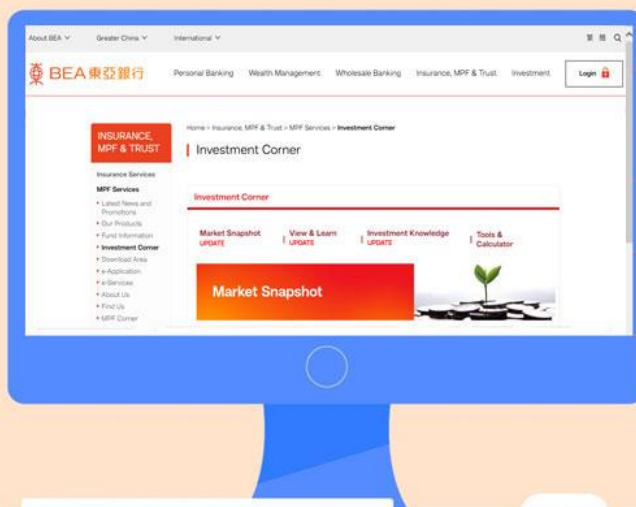 About BEA
Greater China
International
繁 簡
BEA東亞銀行
Personal Banking
Wealth Management
Wholesale Banking
Insurance, MPF & Trust
Investment
Login
INSURANCE,
MPF & TRUST
Insurance Services
MPF Services
Latest News and
Promotions
Our Products
Fund Information
Investment Corner
Download Area
e-Application
e-Services
About Us
Find Us
MPF Corner
Home > Insurance, MPF & Trust > MPF Services > Investment Corner
Investment Corner
Investment Corner
Market Snapshot
UPDATE
View & Learn
UPDATE
Investment Knowledge
UPDATE
Tools &
Calculator
Market Snapshot